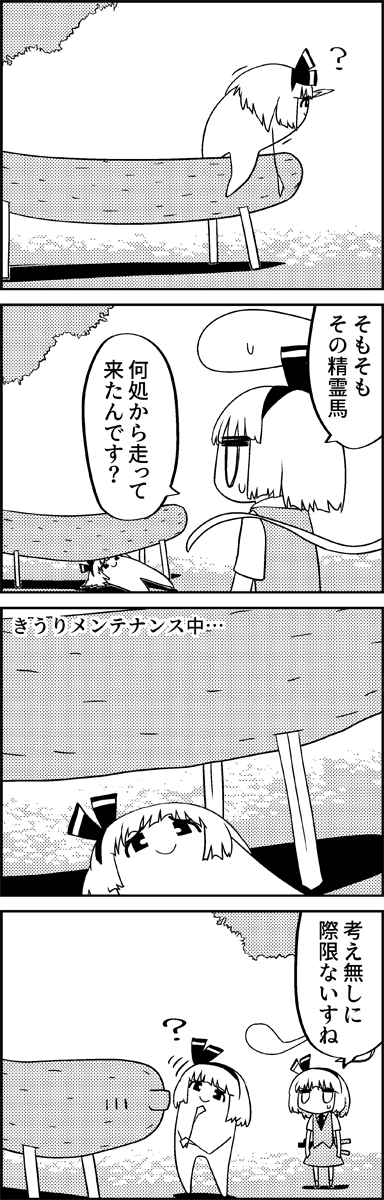 ?
そもそも
その精霊馬
何処から走って
来たんです?
きうりメンテナンス中…
考え無しに
際限ないすね
?